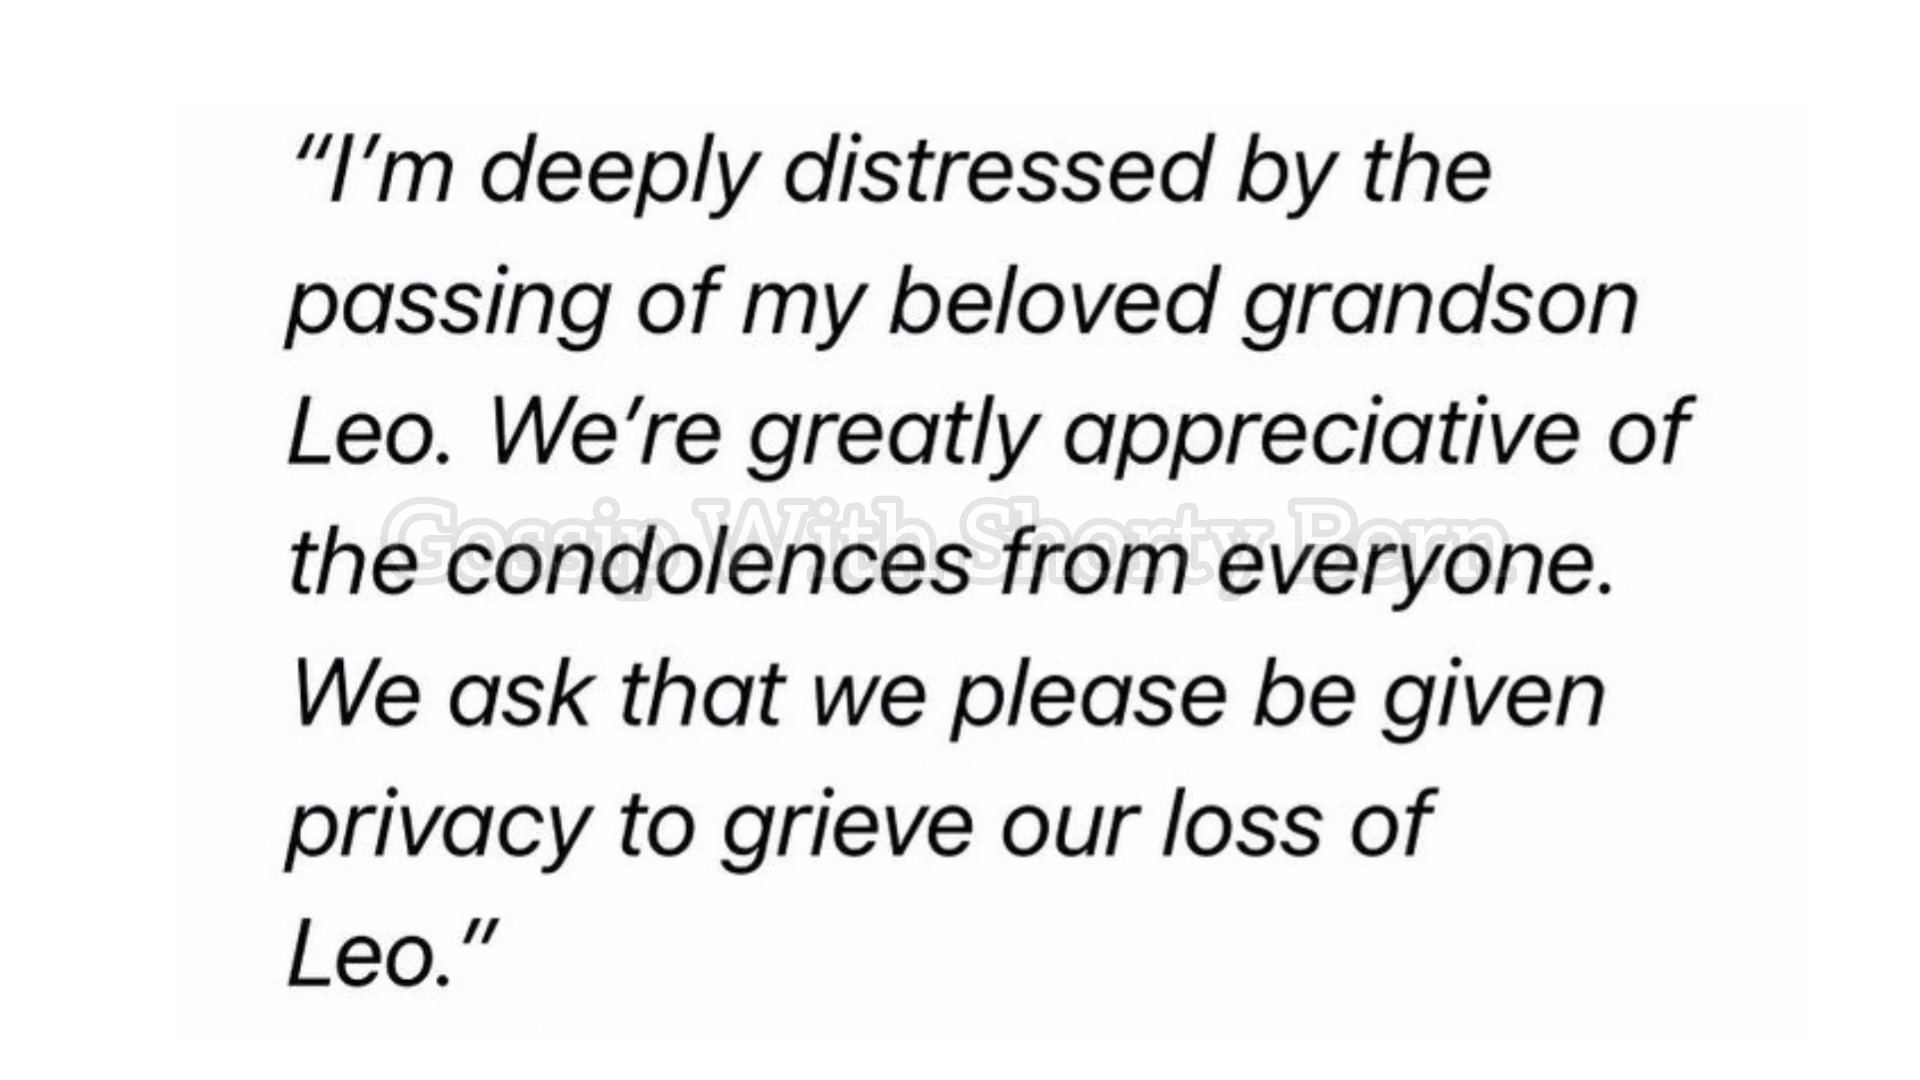 “I’m deeply distressed by the
passing of my beloved grandson
Leo. We’re greatly appreciative of
Gossip With Shorty Bern
the condolences from everyone.
We ask that we please be given
privacy to grieve our loss of
Leo.”